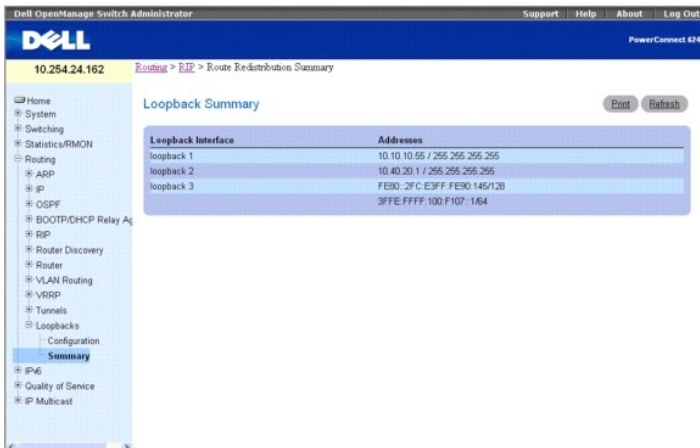 Dell OpenManage Switch Administrator Support Help About Log Out
DELL
PowerConnect 624
10.254.24.162
Routing > RIP > Route Redistribution Summary
Home
System
Switching
Statistics/RMON
Routing
ARP
IP
OSPF
BOOTP/DHCP Relay Ag
RIP
Router Discovery
Router
VLAN Routing
VRRP
Tunnels
Loopbacks
Configuration
Summary
IPv6
Quality of Service
IP Multicast
Loopback Summary
Print Refresh
Loopback Interface Addresses
loopback 1 10.10.10.55 / 255.255.255.255
loopback 2 10.40.20.1 / 255.255.255.255
loopback 3 FE80::2FC:E3FF:FE90:145/128
3FFE:FFFF:100:F107::1/64